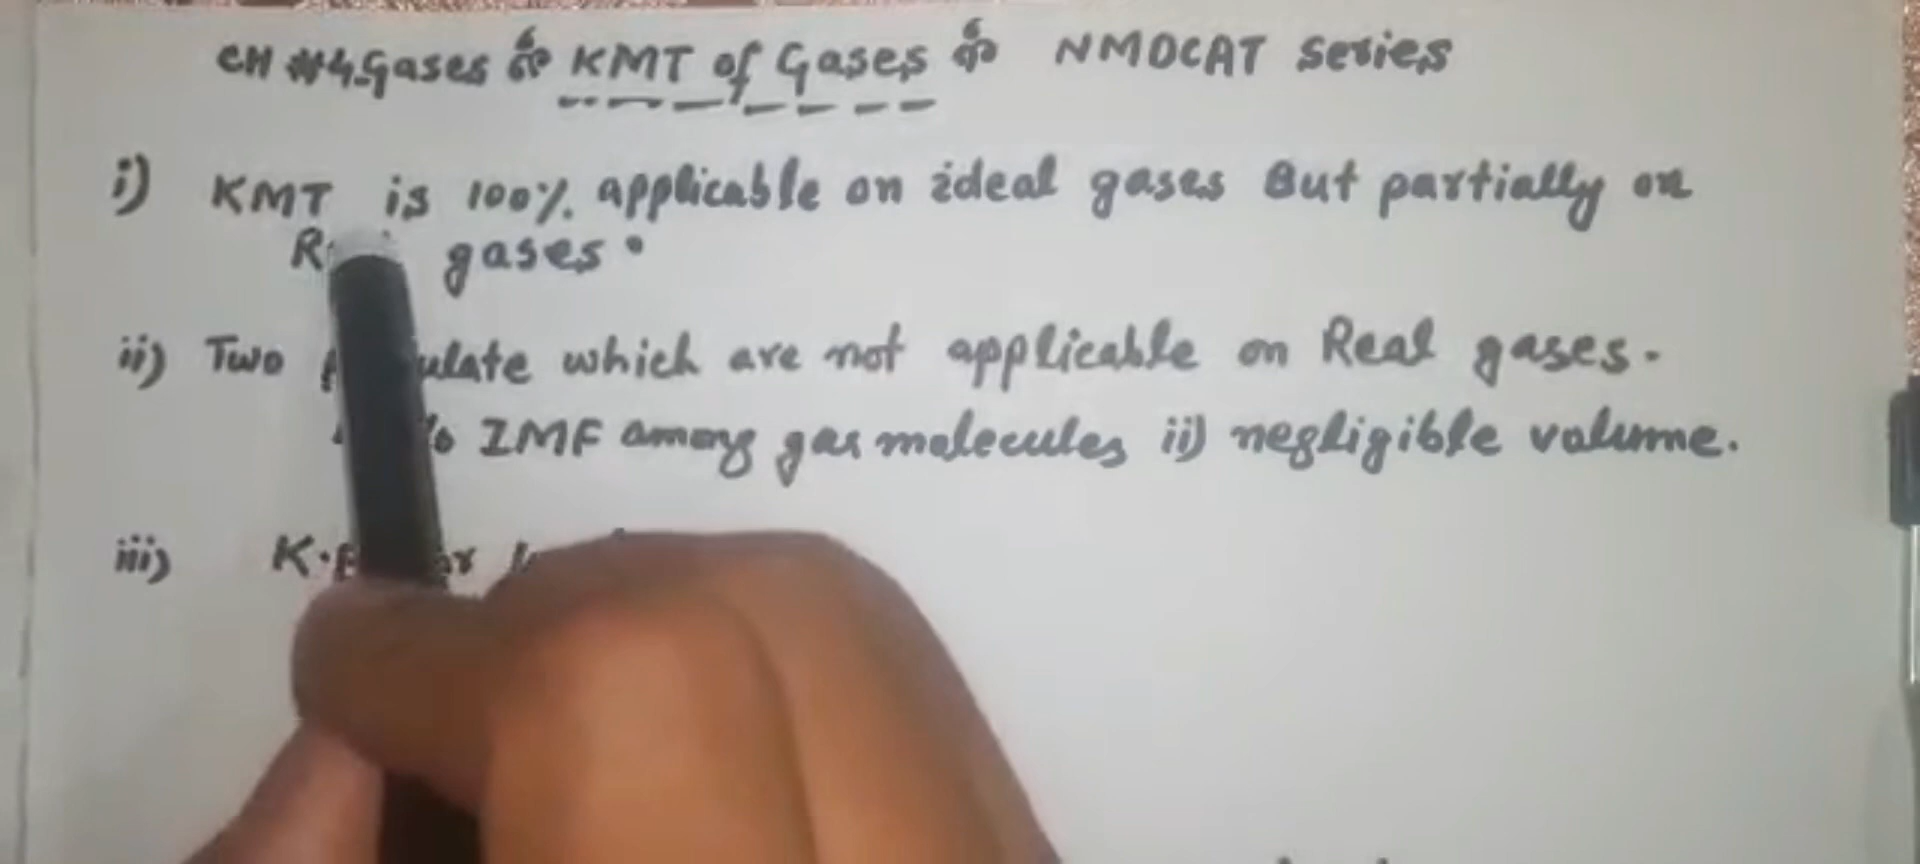 CH #4 Gases KMT of Gases NMDCAT Series
i) KMT is 100% applicable on ideal gases But partially on
gases.
ii) Two which are not applicable on Real gases.
IMF among gas molecules ii) negligible volume.
iii)